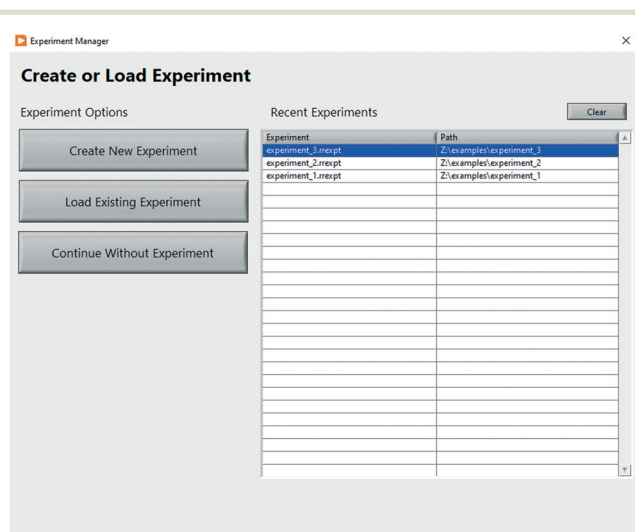 Experiment Manager
Create or Load Experiment
Experiment Options
Create New Experiment
Load Existing Experiment
Continue Without Experiment
Recent Experiments
Clear
Experiment Path
experiment_3.rrexpt Z:\examples\experiment_3
experiment_2.rrexpt Z:\examples\experiment_2
experiment_1.rrexpt Z:\examples\experiment_1